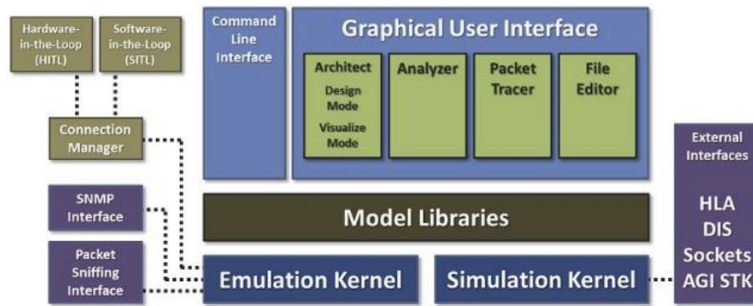 Hardware-
in-the-Loop
(HITL)
Software-
in-the-Loop
(SITL)
Connection
Manager
SNMP
Interface
Packet
Sniffing
Interface
Command
Line
Interface
Graphical User Interface
Architect
Design
Mode
Visualize
Mode
Analyzer
Packet
Tracer
File
Editor
Model Libraries
Emulation Kernel
Simulation Kernel
External
Interfaces
HLA
DIS
Sockets
AGI STK